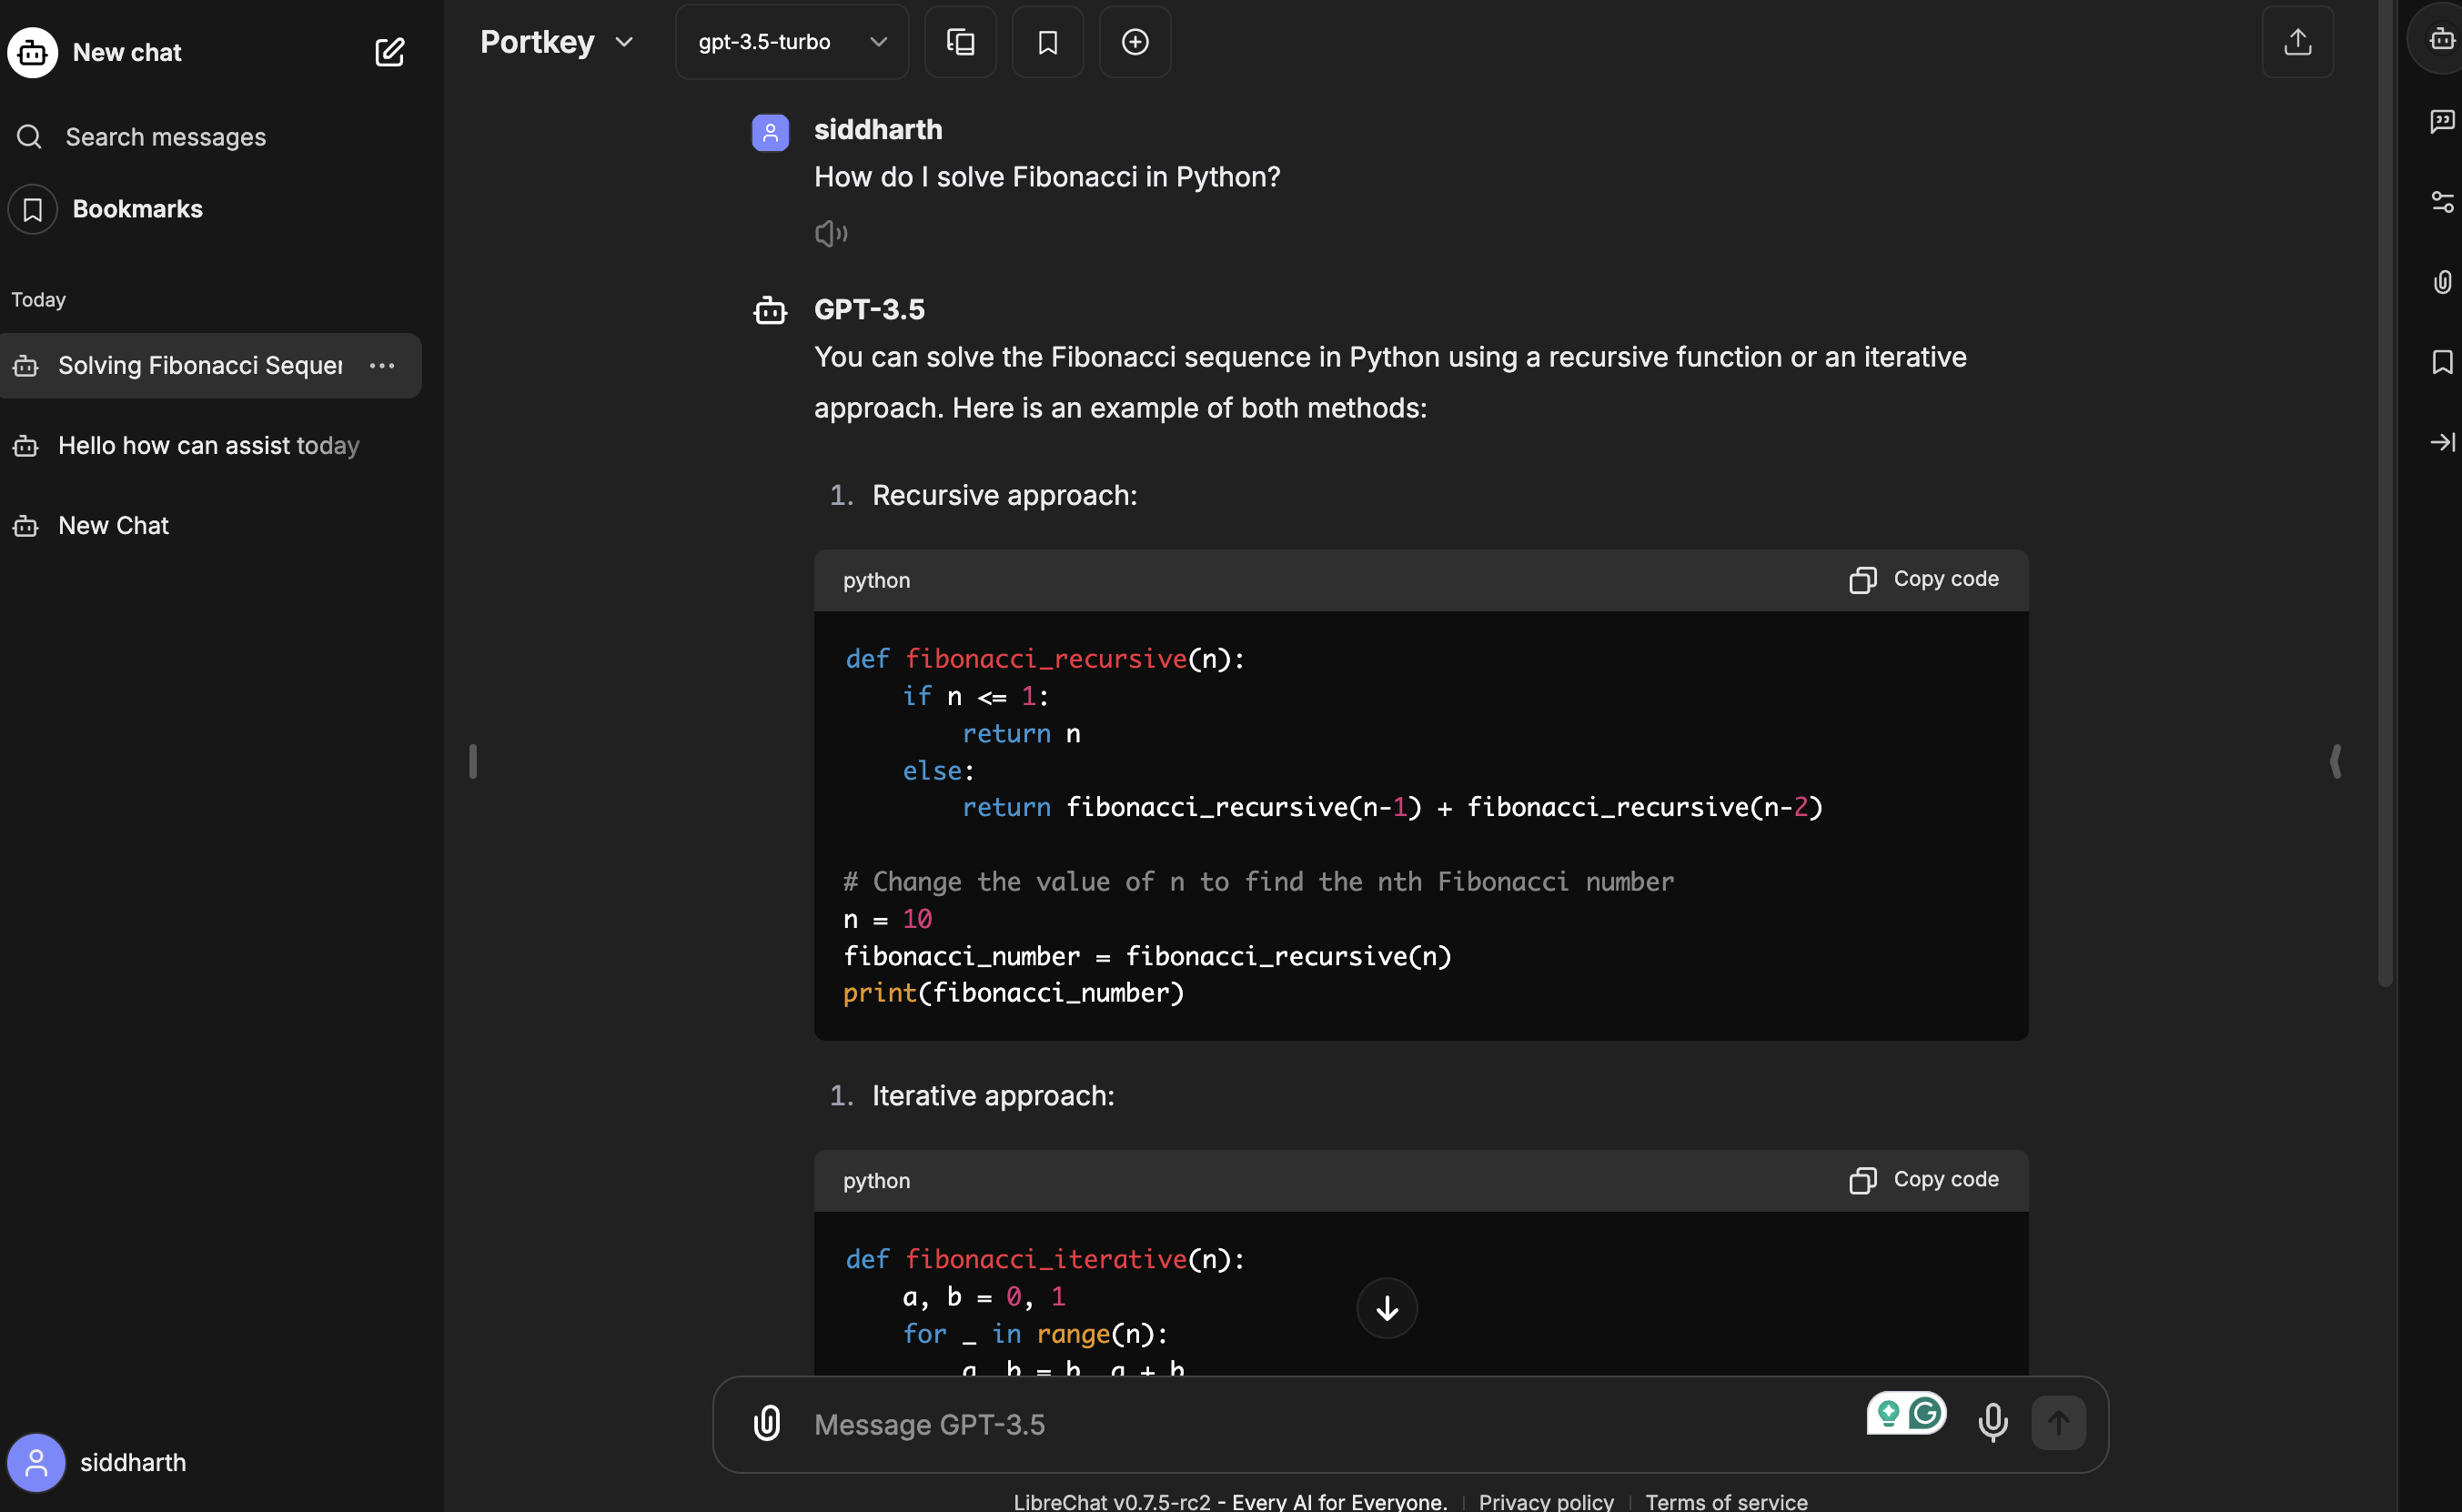 New chat
Search messages
Bookmarks
Today
Solving Fibonacci Sequer
Hello how can assist today
New Chat
siddharth
Portkey
gpt-3.5-turbo
siddharth
How do I solve Fibonacci in Python?
GPT-3.5
You can solve the Fibonacci sequence in Python using a recursive function or an iterative
approach. Here is an example of both methods:
1. Recursive approach:
python
Copy code
def fibonacci_recursive(n):
    if n <= 1:
        return n
    else:
        return fibonacci_recursive(n-1) + fibonacci_recursive(n-2)
# Change the value of n to find the nth Fibonacci number
n = 10
fibonacci_number = fibonacci_recursive(n)
print(fibonacci_number)
1. Iterative approach:
python
Copy code
def fibonacci_iterative(n):
    a, b = 0, 1
    for _ in range(n):
        a, b = b, a + b
Message GPT-3.5
LibreChat v0.7.5-rc2 - Every AI for Everyone. | Privacy policy | Terms of service